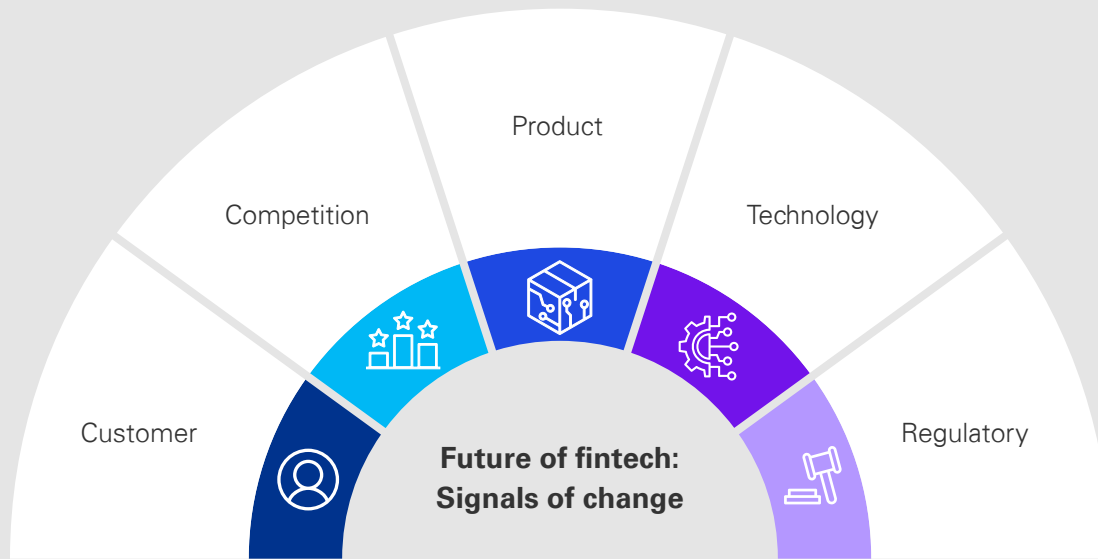 Product
Competition
Technology
Customer
Regulatory
Future of fintech:
Signals of change